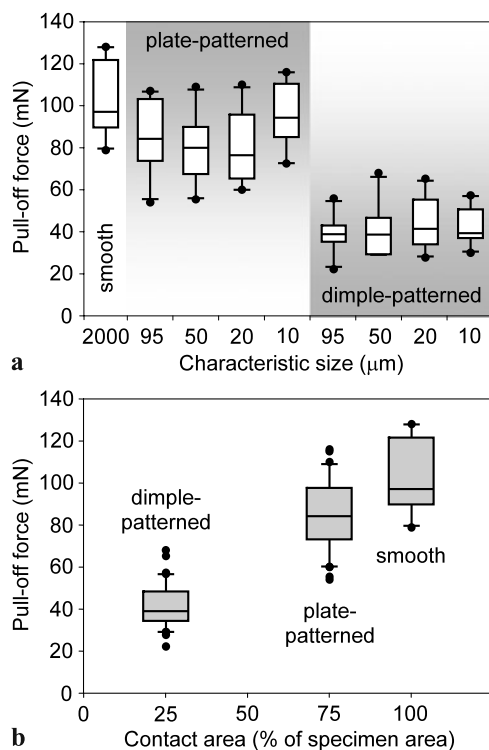 140
120
100
80
60
40
20
0
Pull-off force (mN)
plate-patterned
smooth
dimple-patterned
2000 95 50 20 10 95 50 20 10
Characteristic size (μm)
a
140
120
100
80
60
40
20
0
Pull-off force (mN)
dimple-
patterned
plate-
patterned
smooth
0 25 50 75 100
Contact area (% of specimen area)
b